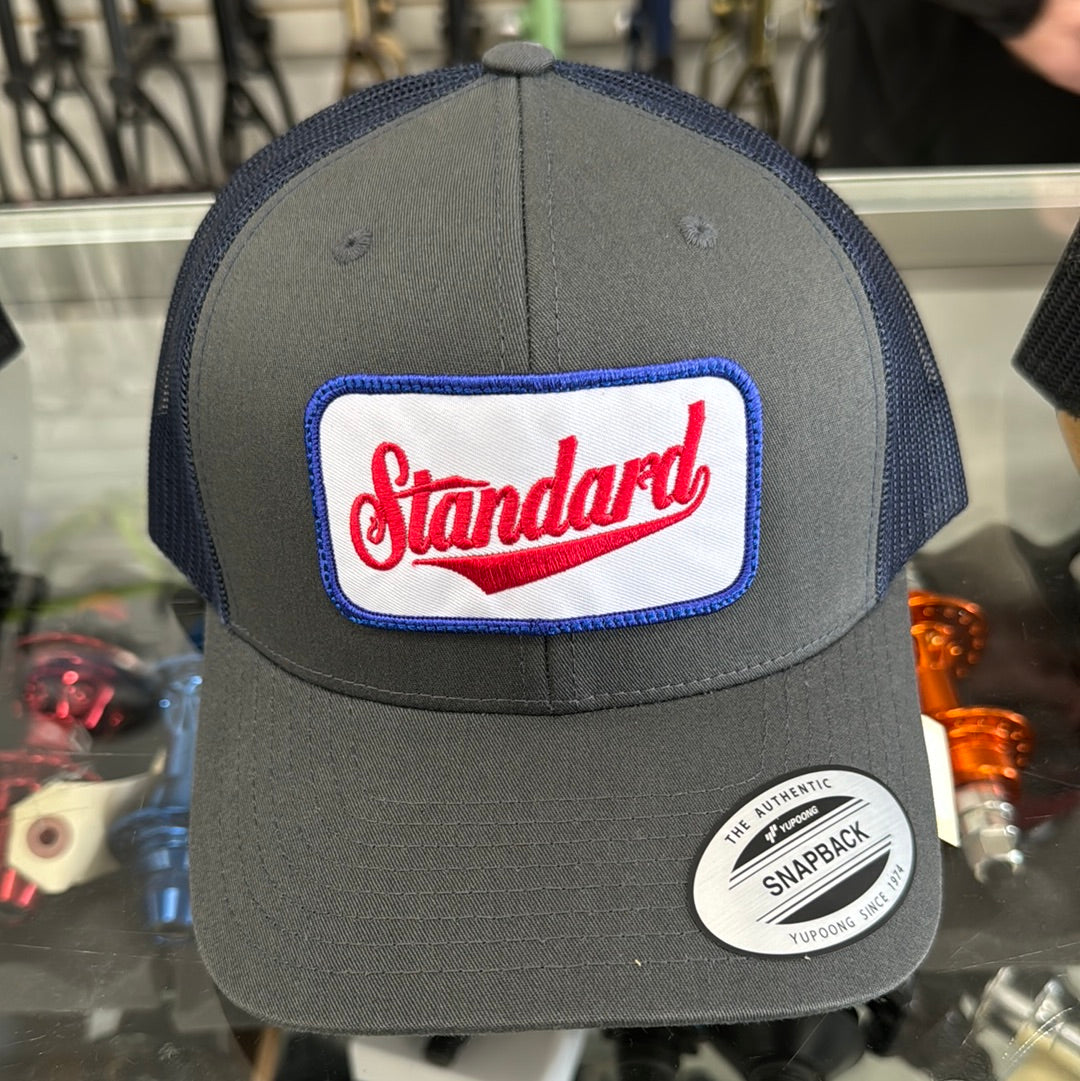 Standard
THE AUTHENTIC
YUPOONG
SNAPBACK
YUPOONG SINCE 1974